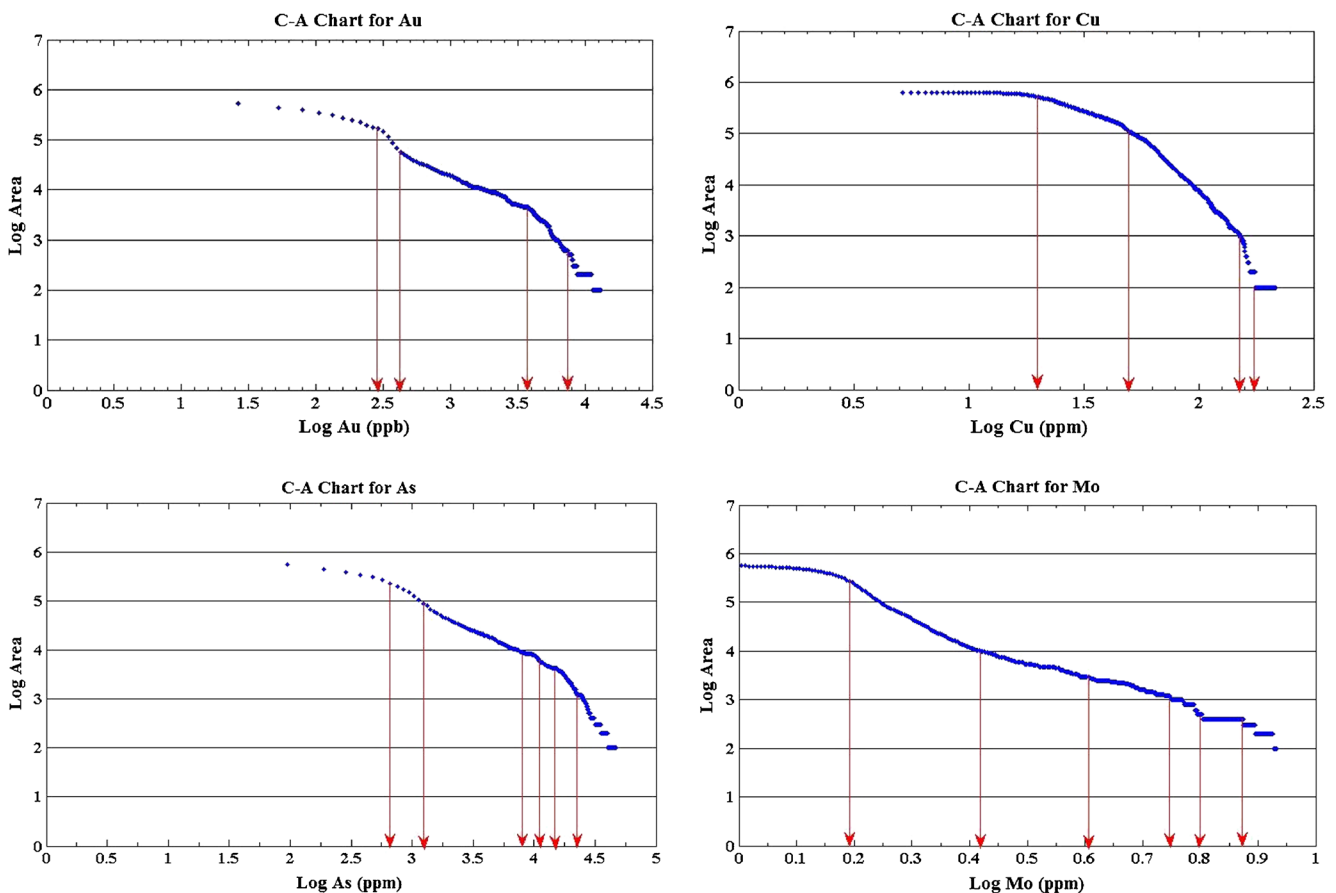 C-A Chart for Au
7
6
5
4
3
2
1
0
Log Area
0 0.5 1 1.5 2 2.5 3 3.5 4 4.5
Log Au (ppb)
C-A Chart for Cu
7
6
5
4
3
2
1
0
Log Area
0 0.5 1 1.5 2 2.5
Log Cu (ppm)
C-A Chart for As
7
6
5
4
3
2
1
0
Log Area
0 0.5 1 1.5 2 2.5 3 3.5 4 4.5 5
Log As (ppm)
C-A Chart for Mo
7
6
5
4
3
2
1
0
Log Area
0 0.1 0.2 0.3 0.4 0.5 0.6 0.7 0.8 0.9 1
Log Mo (ppm)